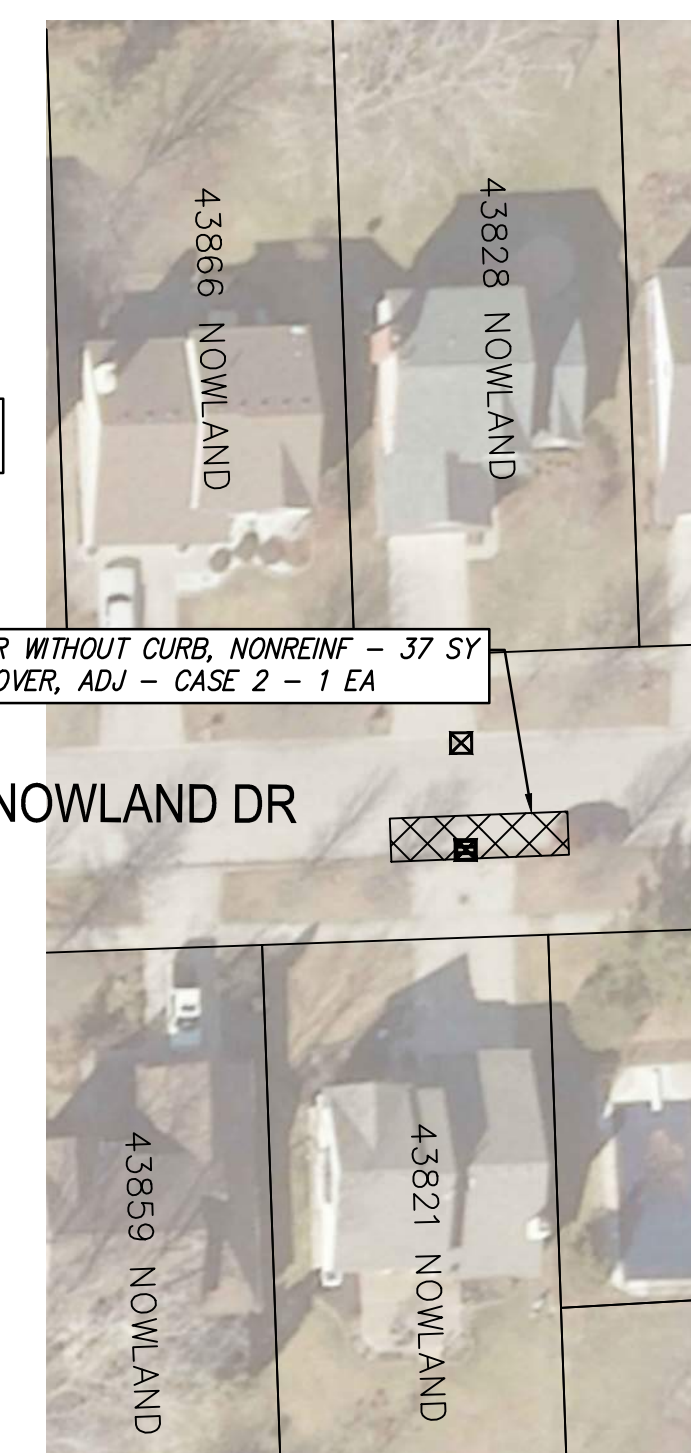 43866 NOWLAND
43828 NOWLAND
WITHOUT CURB, NONREINF - 37 SY
ADJ - CASE 2 - 1 EA
NOWLAND DR
43859 NOWLAND
43821 NOWLAND